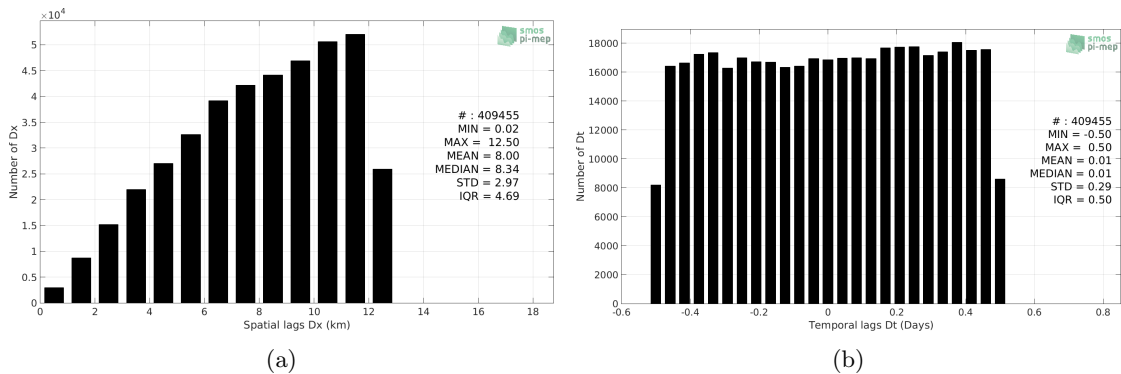 ×10⁴
5
4.5
4
3.5
3
2.5
2
1.5
1
0.5
0
Number of Dx
0 2 4 6 8 10 12 14 16 18
Spatial lags Dx (km)
smos
pi-mep
# : 409455
MIN = 0.02
MAX = 12.50
MEAN = 8.00
MEDIAN = 8.34
STD = 2.97
IQR = 4.69
(a)
18000
16000
14000
12000
10000
8000
6000
4000
2000
0
Number of Dt
-0.6 -0.4 -0.2 0 0.2 0.4 0.6 0.8
Temporal lags Dt (Days)
smos
pi-mep
# : 409455
MIN = -0.50
MAX = 0.50
MEAN = 0.01
MEDIAN = 0.01
STD = 0.29
IQR = 0.50
(b)